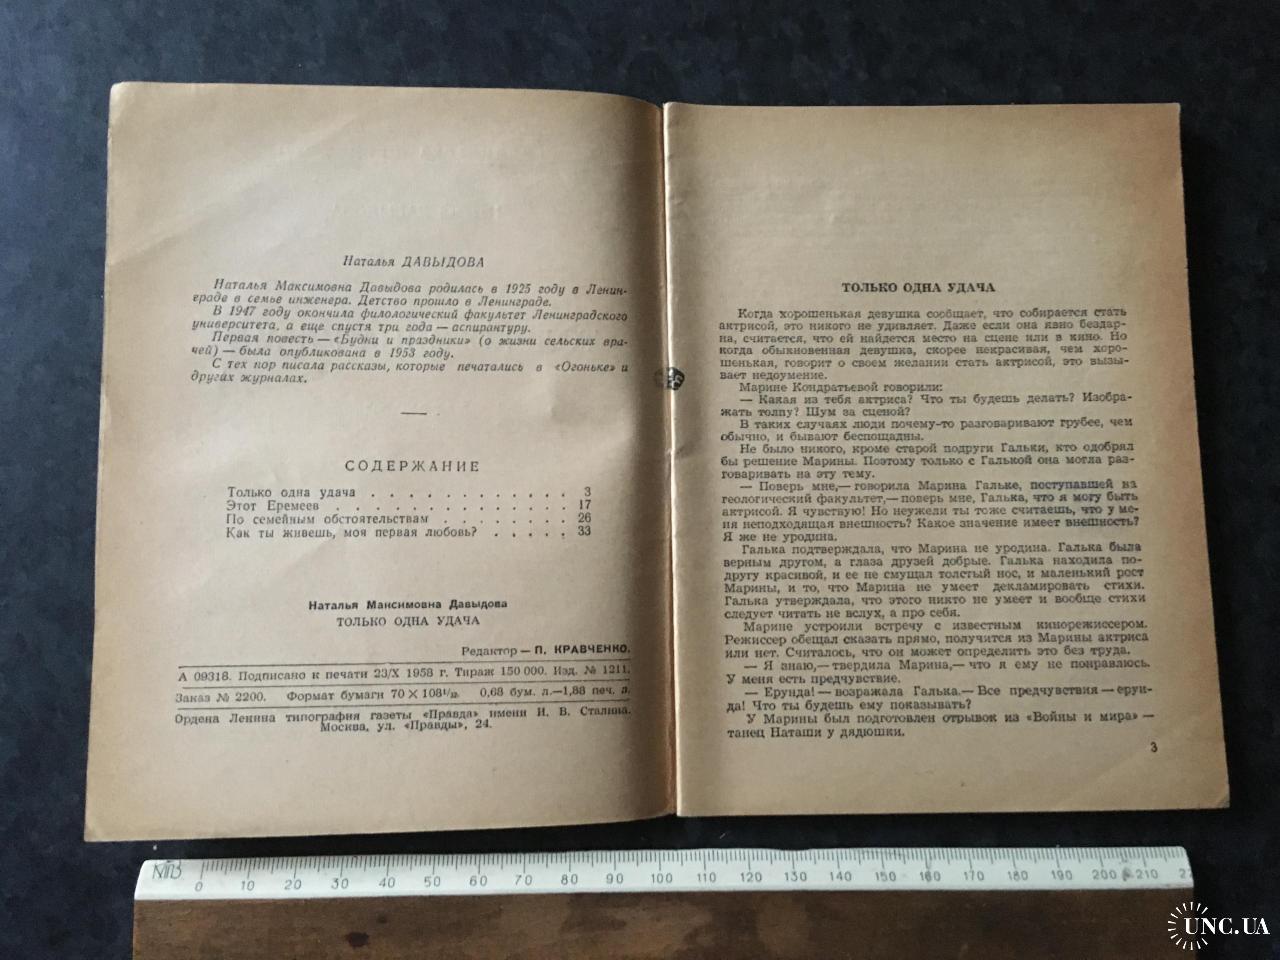 Наталья ДАВЫДОВА
Наталья Максимовна Давыдова родилась в 1925 году в Ленин-
граде в семье инженера. Детство прошло в Ленинграде.
В 1947 году окончила филологический факультет Ленинградского
университета, а еще спустя три года — аспирантуру.
Первая повесть — «Будни и праздники» (о жизни сельских вра-
чей) — была опубликована в 1953 году.
С тех пор писала рассказы, которые печатались в «Огоньке» и
других журналах.
СОДЕРЖАНИЕ
Только одна удача . . . . . . . . . . . . 3
Этот Еремеев . . . . . . . . . . . . . 17
По семейным обстоятельствам . . . . . . . . 26
Как ты живешь, моя первая любовь? . . . . . 33
Наталья Максимовна Давыдова
ТОЛЬКО ОДНА УДАЧА
Редактор — П. КРАВЧЕНКО.
А 09318. Подписано к печати 23/X 1958 г. Тираж 150 000. Изд. № 1211.
Заказ № 2200. Формат бумаги 70 × 108¹/₃₂. 0,68 бум. л.—1,88 печ. л.
Ордена Ленина типография газеты «Правда» имени И. В. Сталина.
Москва, ул. «Правды», 24.
ТОЛЬКО ОДНА УДАЧА
Когда хорошенькая девушка сообщает, что собирается стать
актрисой, это никого не удивляет. Даже если она явно бездар-
на, считается, что ей найдется место на сцене или в кино. Но
когда обыкновенная девушка, скорее некрасивая, чем хоро-
шенькая, говорит о своем желании стать актрисой, это вызы-
вает недоумение.
Марине Кондратьевой говорили:
— Какая из тебя актриса? Что ты будешь делать? Изобра-
жать толпу? Шум за сценой?
В таких случаях люди почему-то разговаривают грубее, чем
обычно, и бывают беспощадны.
Не было никого, кроме старой подруги Гальки, кто одобрял
бы решение Марины. Поэтому только с Галькой она могла раз-
говаривать на эту тему.
— Поверь мне,— говорила Марина Гальке, поступавшей на
геологический факультет,— поверь мне, Галька, что я могу быть
актрисой. Я чувствую! Но неужели ты тоже считаешь, что у ме-
ня неподходящая внешность? Какое значение имеет внешность?
Я же не уродина.
Галька подтверждала, что Марина не уродина. Галька была
верным другом, а глаза друзей добрые. Галька находила по-
другу красивой, и ее не смущал толстый нос, и маленький рост
Марины, и то, что Марина не умеет декламировать стихи.
Галька утверждала, что этого никто не умеет и вообще стихи
следует читать не вслух, а про себя.
Марине устроили встречу с известным кинорежиссером.
Режиссер обещал сказать прямо, получится из Марины актриса
или нет. Считалось, что он может определить это без труда.
— Я знаю,— твердила Марина,— что я ему не понравлюсь.
У меня есть предчувствие.
— Ерунда! — возражала Галька.— Все предчувствия — ерун-
да! Что ты будешь ему показывать?
У Марины был подготовлен отрывок из «Войны и мира» —
танец Наташи у дядюшки.
3
0 10 20 30 40 50 60 70 80 90 100 110 120 130 140 150 160 170 180 190 200 210
UNC.UA